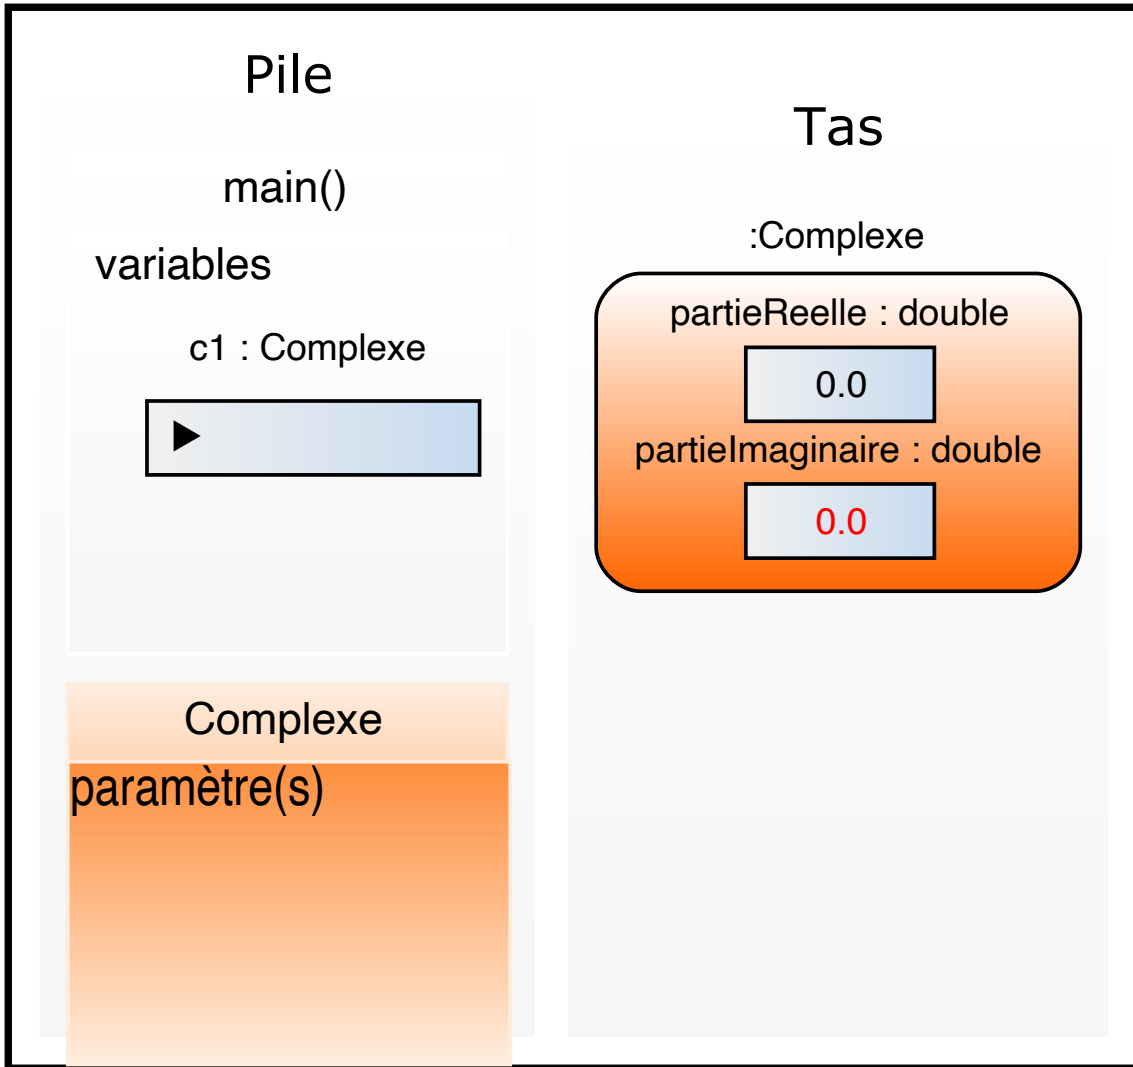 Pile
main()
variables
c1 : Complexe
Complexe
paramètre(s)
Tas
:Complexe
partieReelle : double
0.0
partieImaginaire : double
0.0